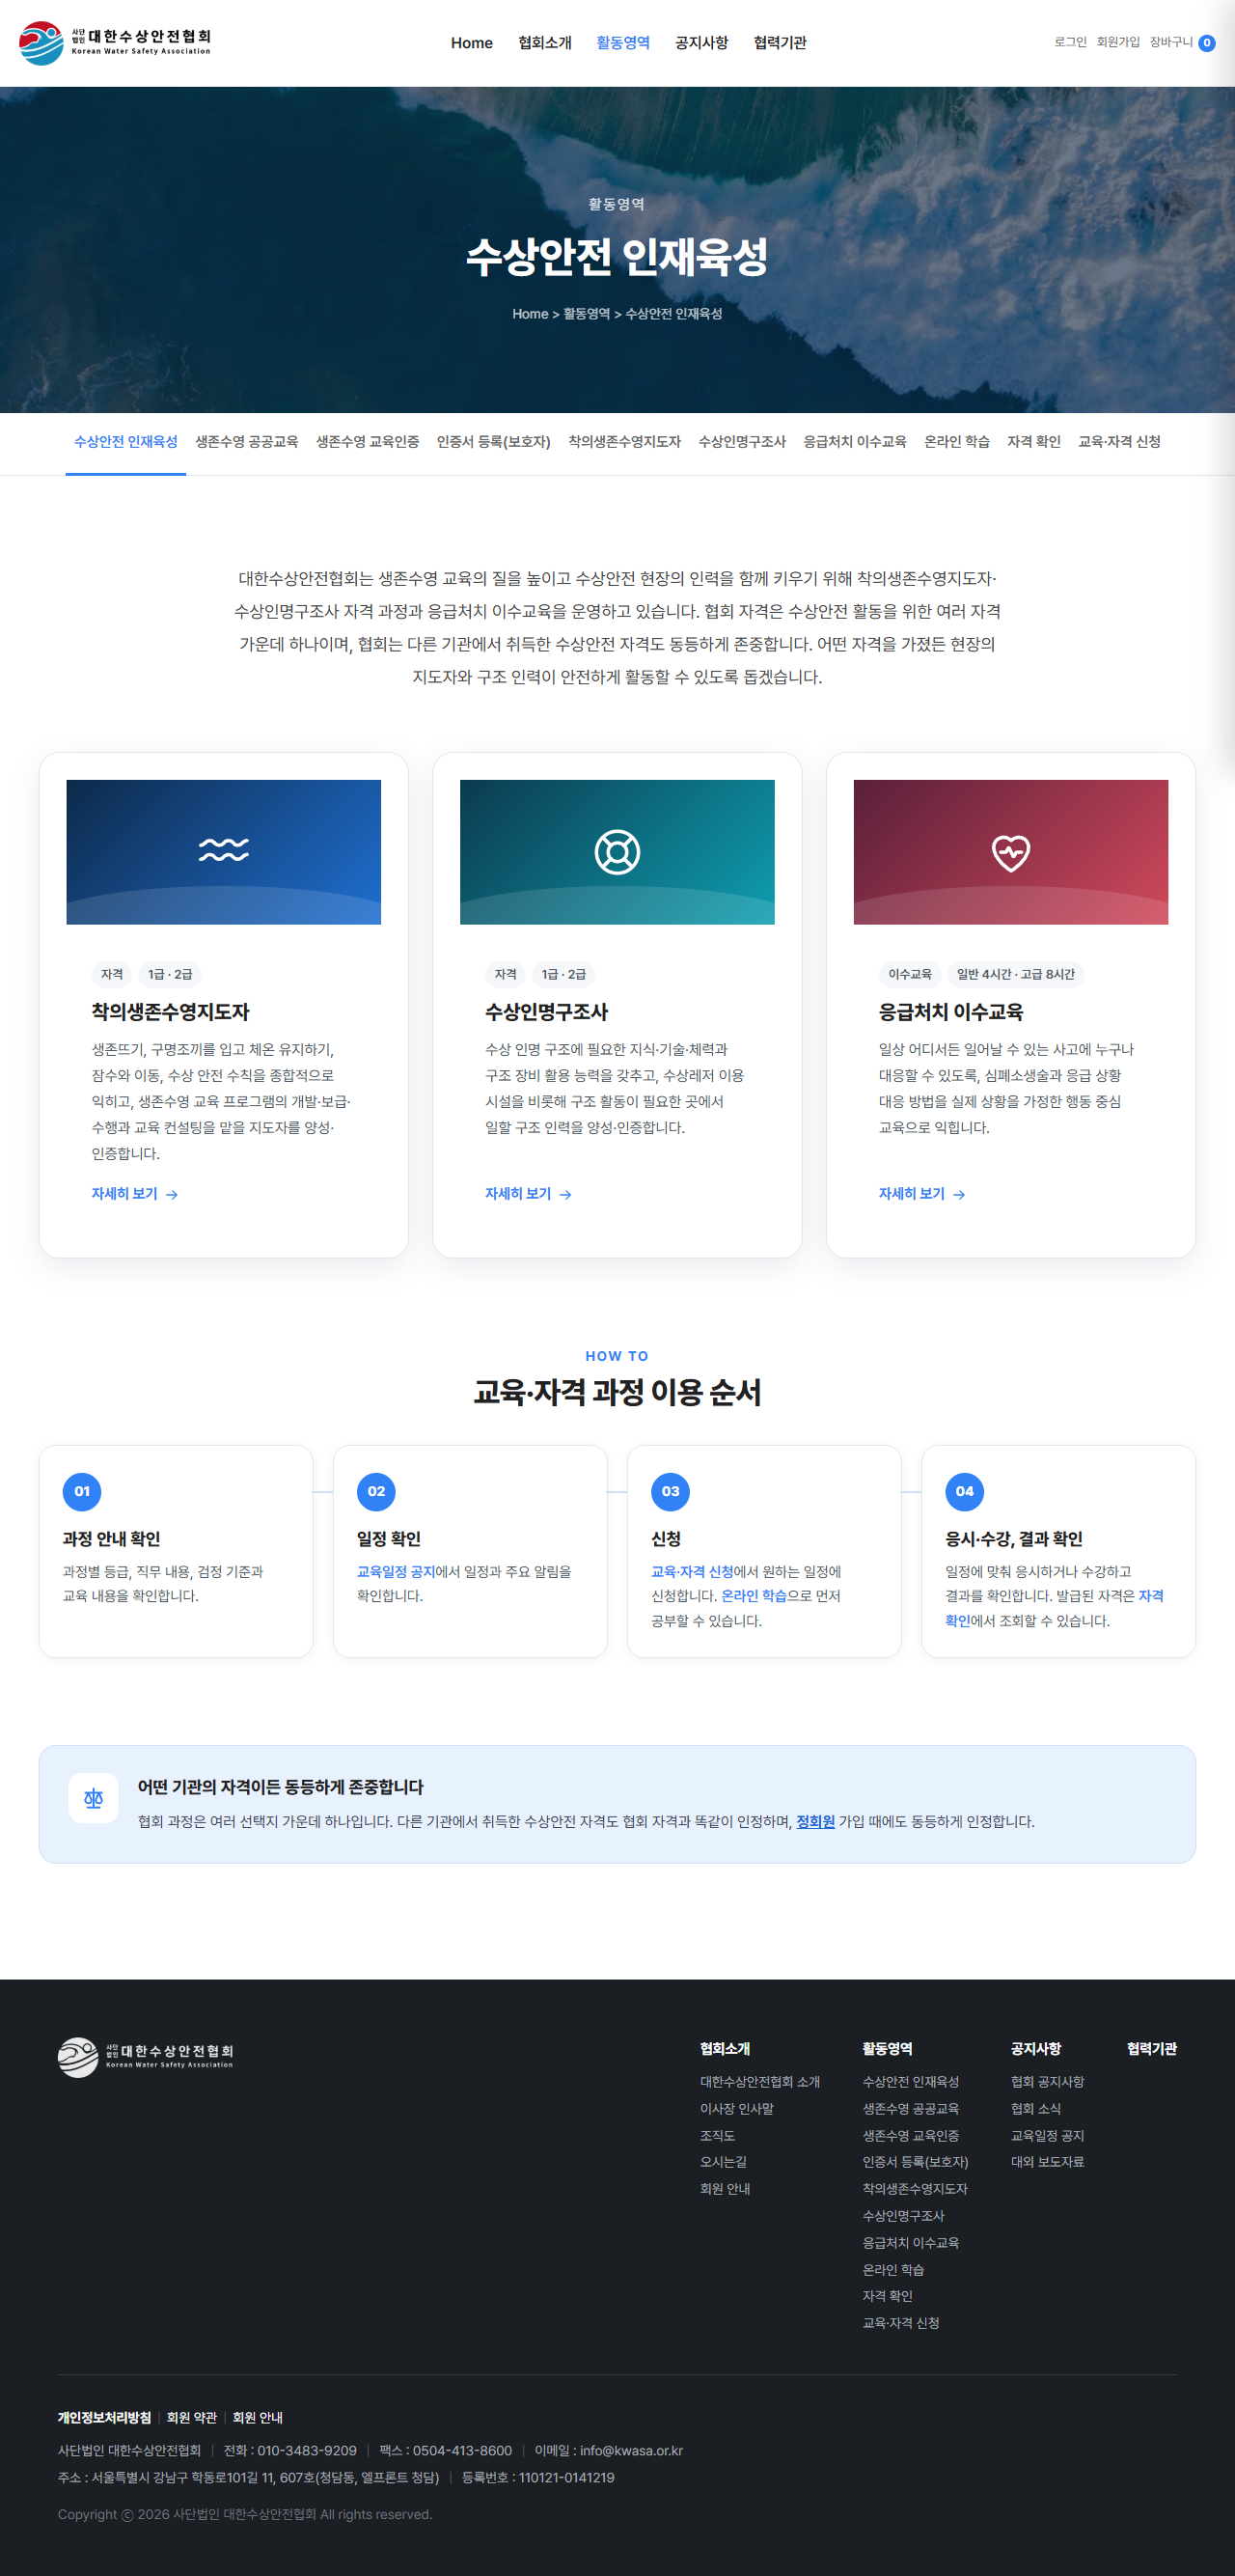 사단법인 대한수상안전협회
Korean Water Safety Association
Home 협회소개 활동영역 공지사항 협력기관
로그인 회원가입 장바구니 0
활동영역
수상안전 인재육성
Home > 활동영역 > 수상안전 인재육성
수상안전 인재육성 생존수영 공공교육 생존수영 교육인증 인증서 등록(보호자) 착의생존수영지도자 수상인명구조사 응급처치 이수교육 온라인 학습 자격 확인 교육·자격 신청
대한수상안전협회는 생존수영 교육의 질을 높이고 수상안전 현장의 인력을 함께 키우기 위해 착의생존수영지도자·
수상인명구조사 자격 과정과 응급처치 이수교육을 운영하고 있습니다. 협회 자격은 수상안전 활동을 위한 여러 자격
가운데 하나이며, 협회는 다른 기관에서 취득한 수상안전 자격도 동등하게 존중합니다. 어떤 자격을 가졌든 현장의
지도자와 구조 인력이 안전하게 활동할 수 있도록 돕겠습니다.
자격 1급 · 2급
착의생존수영지도자
생존뜨기, 구명조끼를 입고 체온 유지하기,
잠수와 이동, 수상 안전 수칙을 종합적으로
익히고, 생존수영 교육 프로그램의 개발·보급·
수행과 교육 컨설팅을 맡을 지도자를 양성·
인증합니다.
자세히 보기 →
자격 1급 · 2급
수상인명구조사
수상 인명 구조에 필요한 지식·기술·체력과
구조 장비 활용 능력을 갖추고, 수상레저 이용
시설을 비롯해 구조 활동이 필요한 곳에서
일할 구조 인력을 양성·인증합니다.
자세히 보기 →
이수교육 일반 4시간 · 고급 8시간
응급처치 이수교육
일상 어디서든 일어날 수 있는 사고에 누구나
대응할 수 있도록, 심폐소생술과 응급 상황
대응 방법을 실제 상황을 가정한 행동 중심
교육으로 익힙니다.
자세히 보기 →
HOW TO
교육·자격 과정 이용 순서
01
과정 안내 확인
과정별 등급, 직무 내용, 검정 기준과
교육 내용을 확인합니다.
02
일정 확인
교육일정 공지에서 일정과 주요 알림을
확인합니다.
03
신청
교육·자격 신청에서 원하는 일정에
신청합니다. 온라인 학습으로 먼저
공부할 수 있습니다.
04
응시·수강, 결과 확인
일정에 맞춰 응시하거나 수강하고
결과를 확인합니다. 발급된 자격은 자격
확인에서 조회할 수 있습니다.
어떤 기관의 자격이든 동등하게 존중합니다
협회 과정은 여러 선택지 가운데 하나입니다. 다른 기관에서 취득한 수상안전 자격도 협회 자격과 똑같이 인정하며, 정회원 가입 때에도 동등하게 인정합니다.
사단법인 대한수상안전협회
Korean Water Safety Association
협회소개
대한수상안전협회 소개
이사장 인사말
조직도
오시는길
회원 안내
활동영역
수상안전 인재육성
생존수영 공공교육
생존수영 교육인증
인증서 등록(보호자)
착의생존수영지도자
수상인명구조사
응급처치 이수교육
온라인 학습
자격 확인
교육·자격 신청
공지사항
협회 공지사항
협회 소식
교육일정 공지
대외 보도자료
협력기관
개인정보처리방침 | 회원 약관 | 회원 안내
사단법인 대한수상안전협회 | 전화 : 010-3483-9209 | 팩스 : 0504-413-8600 | 이메일 : info@kwasa.or.kr
주소 : 서울특별시 강남구 학동로101길 11, 607호(청담동, 엘프론트 청담) | 등록번호 : 110121-0141219
Copyright ⓒ 2026 사단법인 대한수상안전협회 All rights reserved.